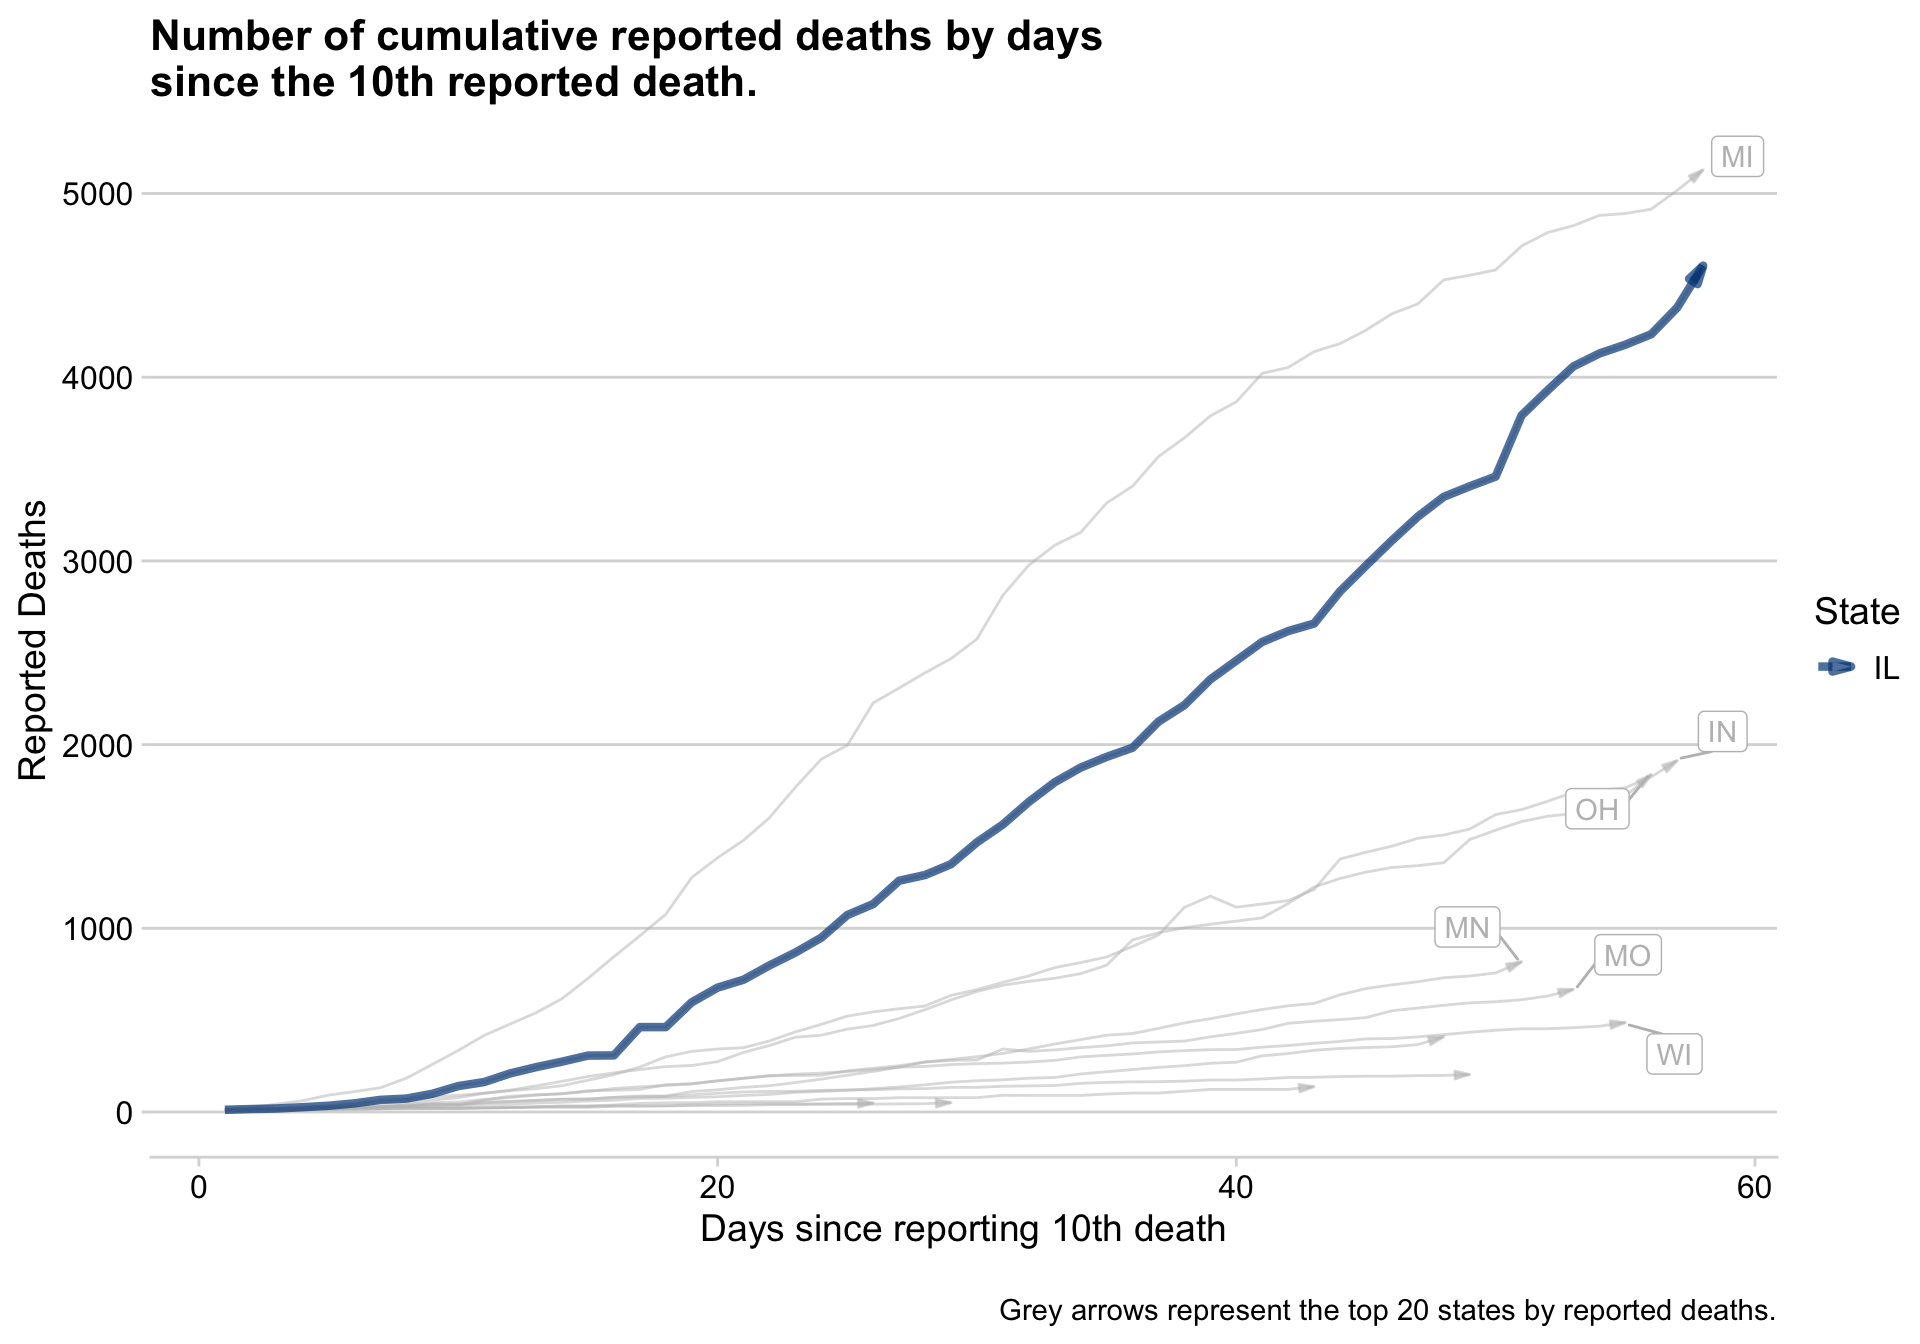 Number of cumulative reported deaths by days
since the 10th reported death.
MI
5000
4000
3000
2000
1000
0
Reported Deaths
State
IL
IN
OH
MN
MO
WI
0 20 40 60
Days since reporting 10th death
Grey arrows represent the top 20 states by reported deaths.